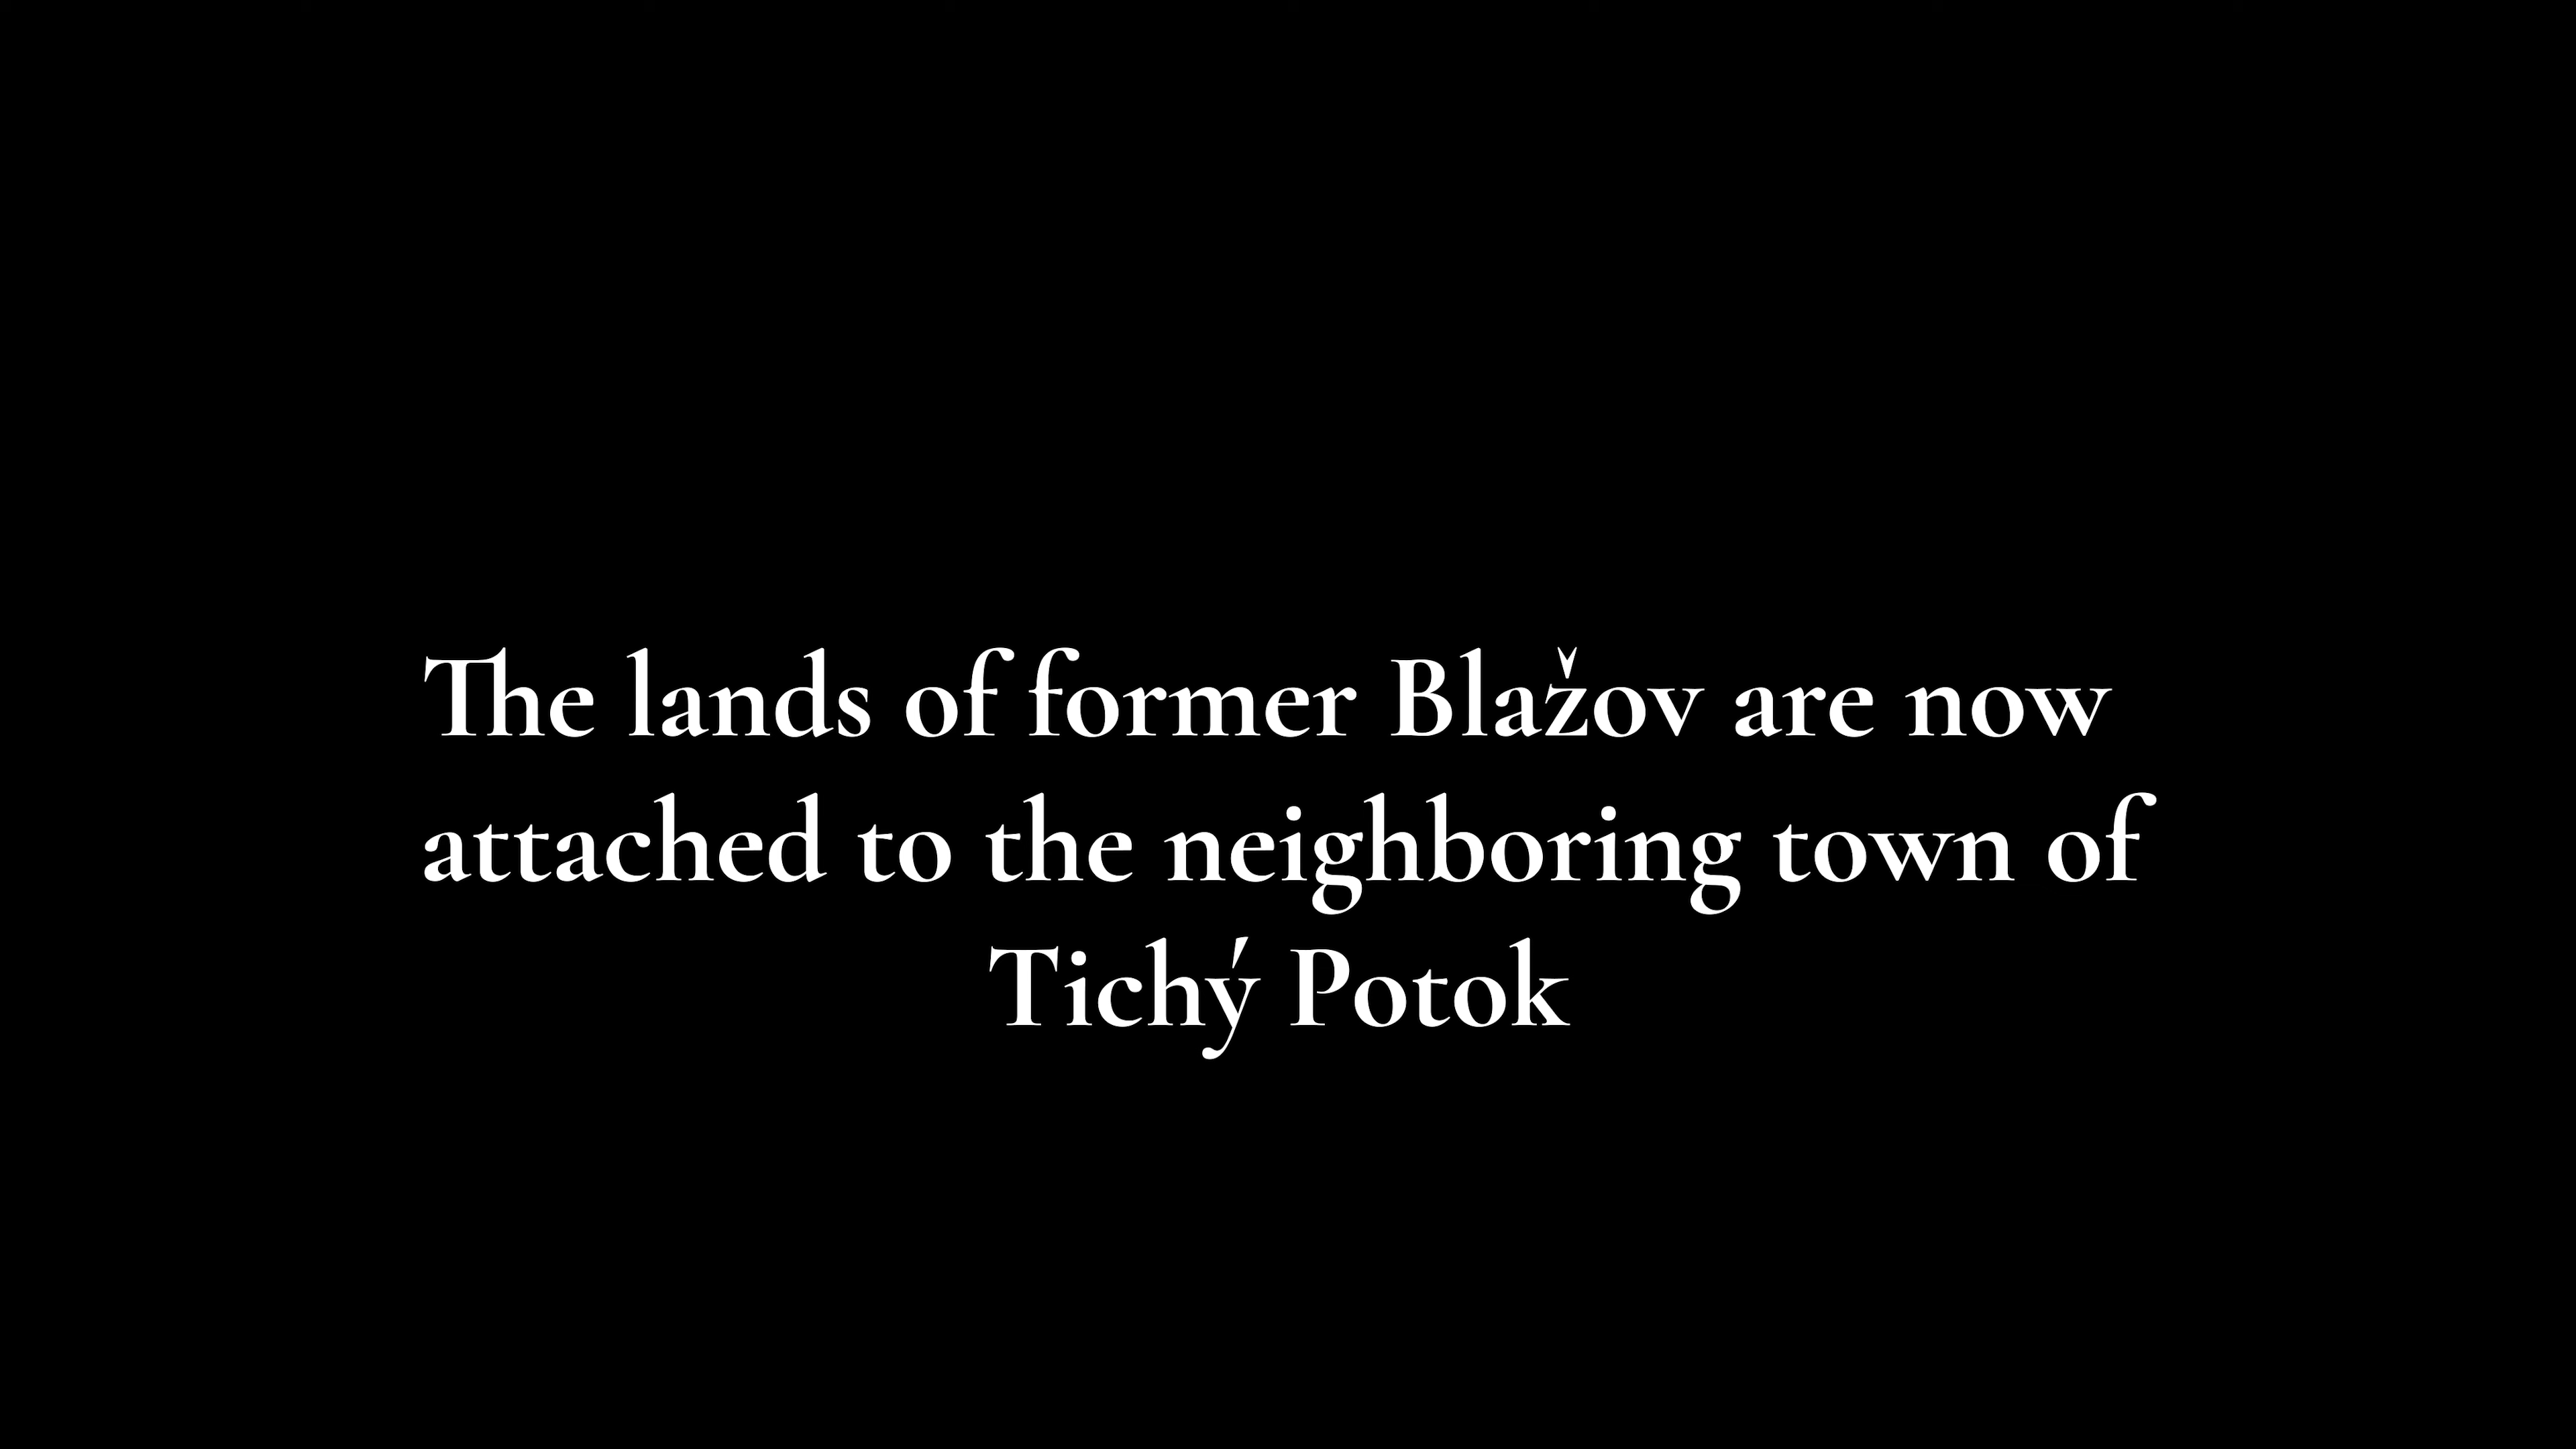 The lands of former Blažov are now
attached to the neighboring town of
Tichý Potok